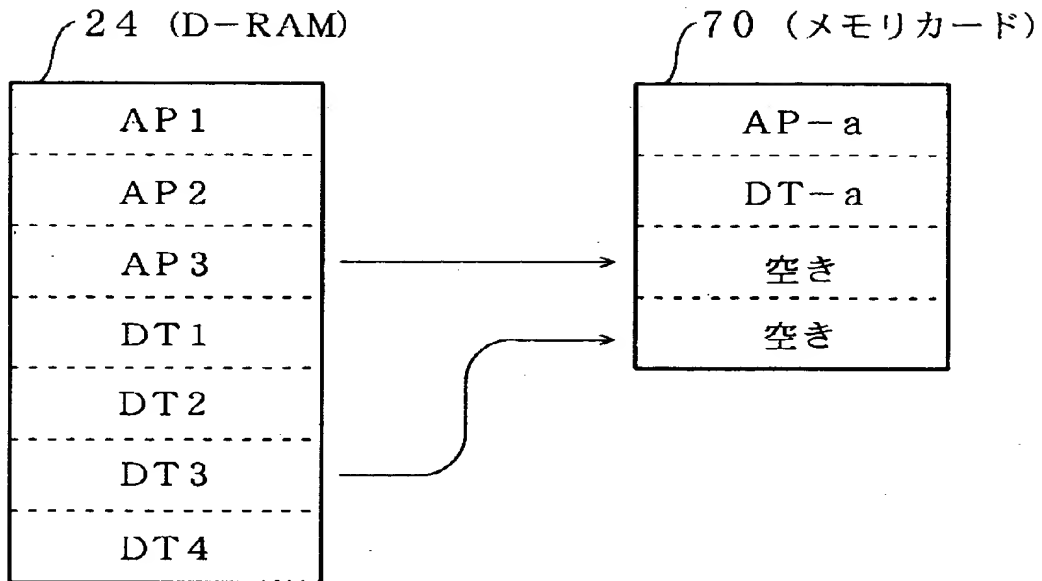 24 (D-RAM)
AP1
AP2
AP3
DT1
DT2
DT3
DT4
70 (メモリカード)
AP-a
DT-a
空き
空き